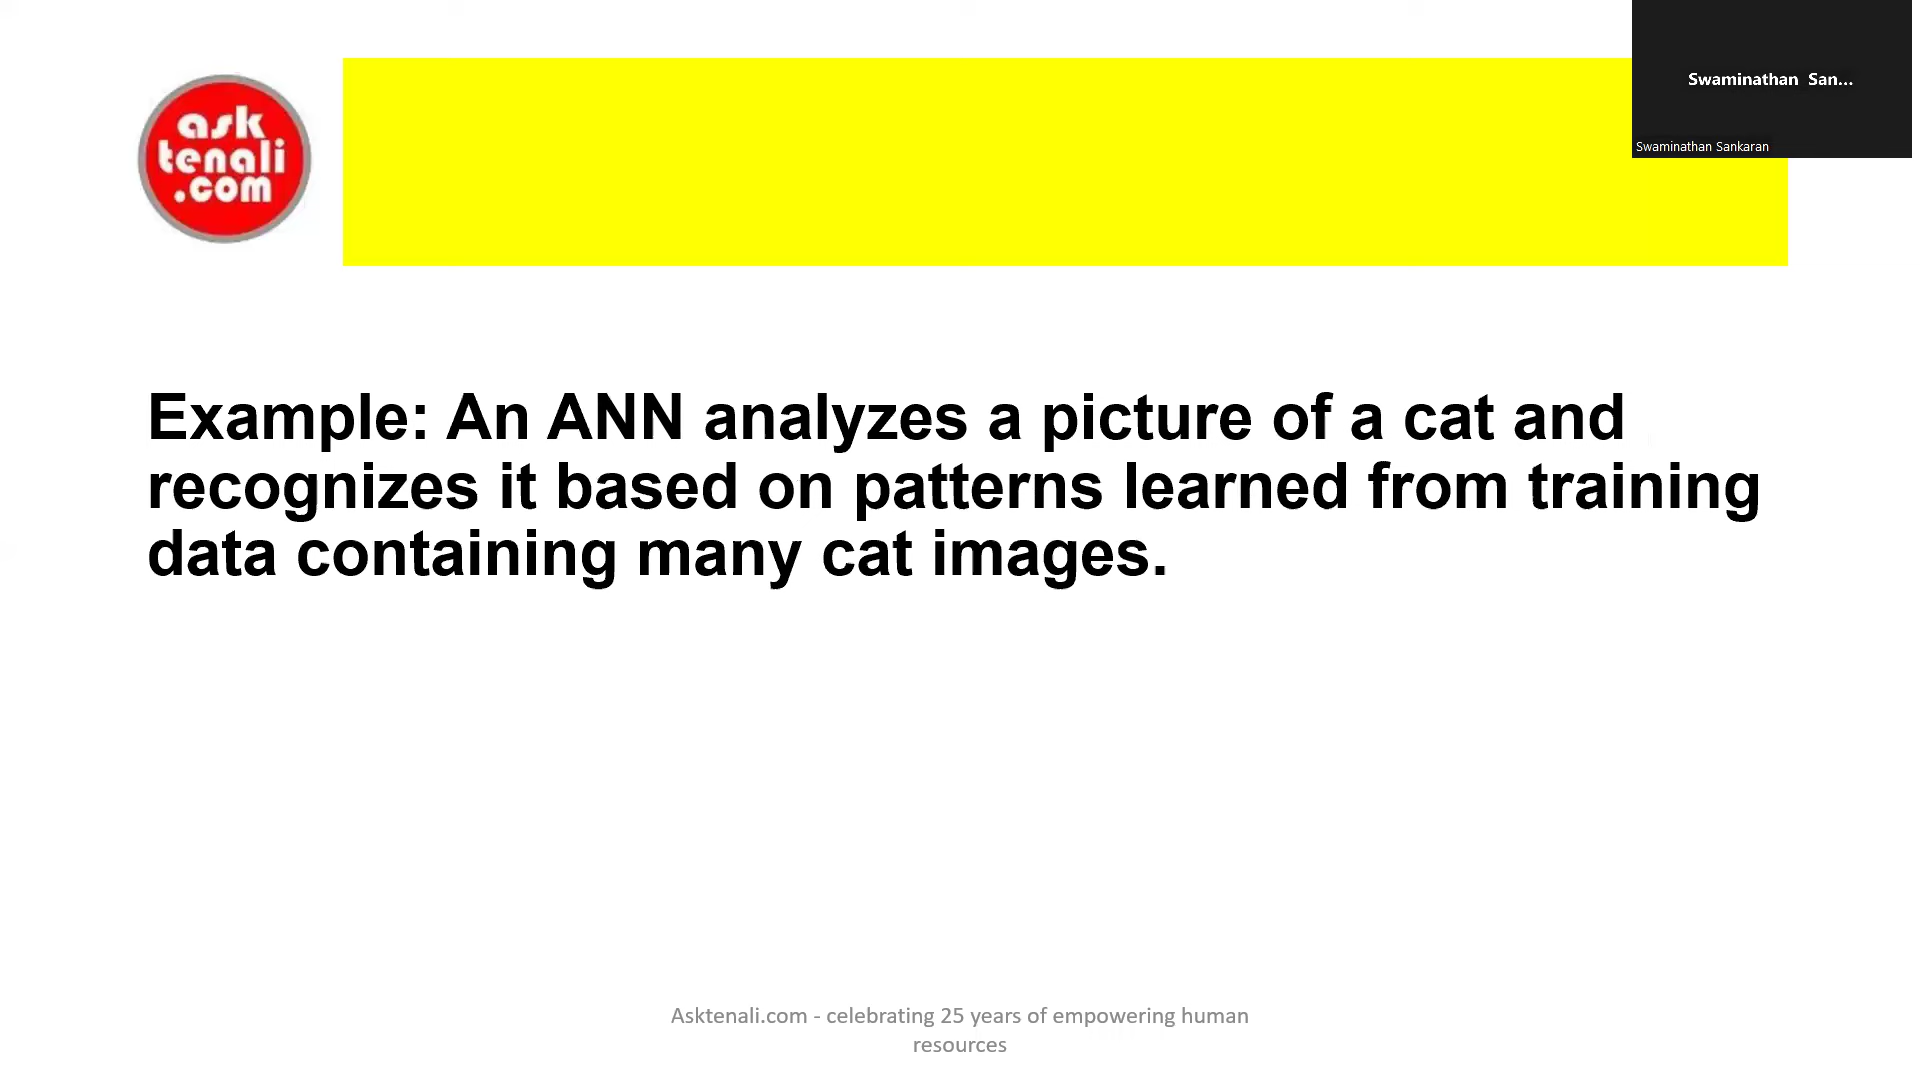 ask
tenali
.com
Swaminathan San...
Swaminathan Sankaran
Example: An ANN analyzes a picture of a cat and
recognizes it based on patterns learned from training
data containing many cat images.
Asktenali.com - celebrating 25 years of empowering human
resources